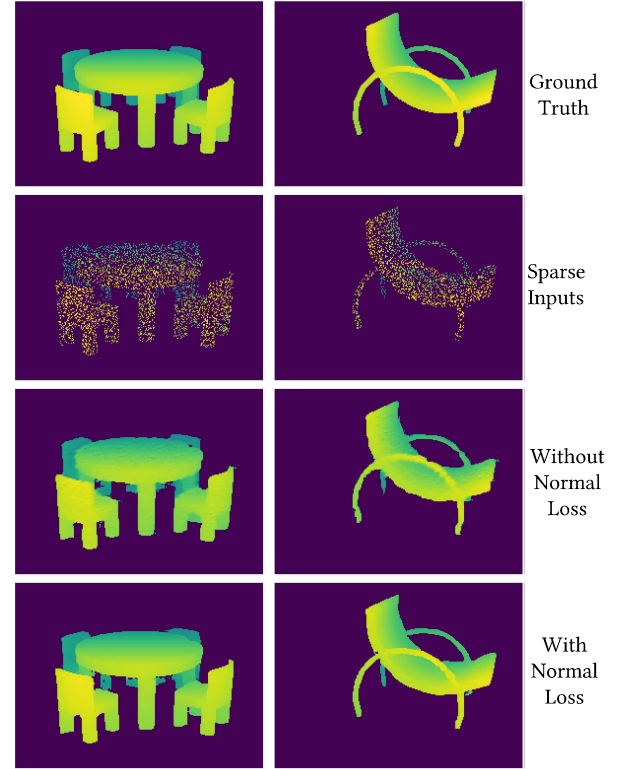 Ground
Truth
Sparse
Inputs
Without
Normal
Loss
With
Normal
Loss